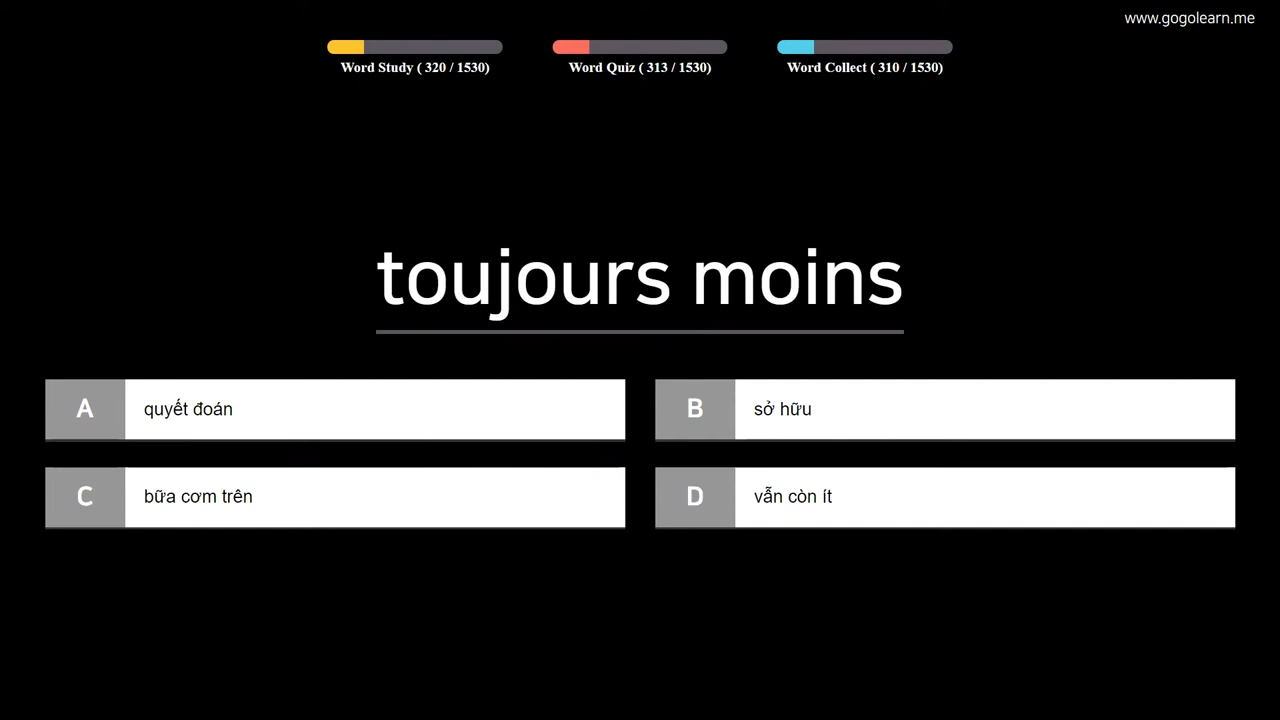 www.gogolearn.me
Word Study ( 320 / 1530)
Word Quiz ( 313 / 1530)
Word Collect ( 310 / 1530)
toujours moins
A quyết đoán
B sở hữu
C bữa cơm trên
D vẫn còn ít